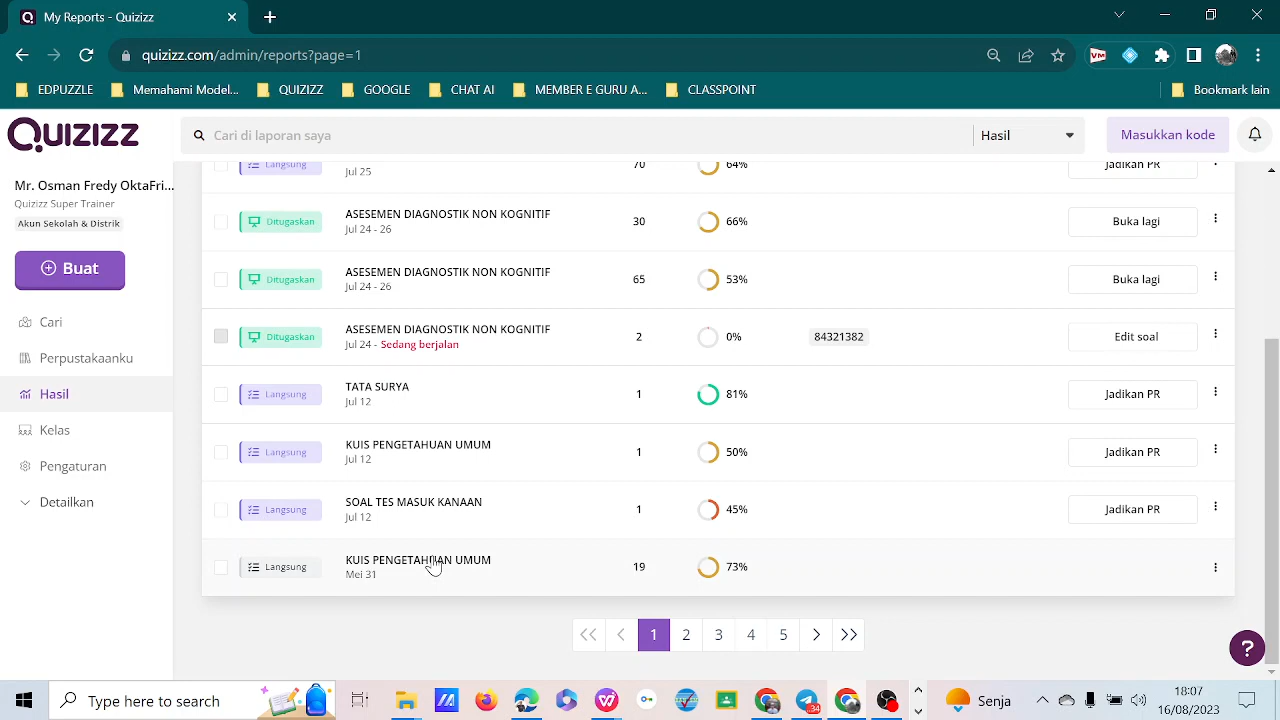 My Reports - Quizizz
quizizz.com/admin/reports?page=1
EDPUZZLE
Memahami Model...
QUIZIZZ
GOOGLE
CHAT AI
MEMBER E GURU A...
CLASSPOINT
Bookmark lain
QUIZIZZ
Cari di laporan saya
Hasil
Masukkan kode
Mr. Osman Fredy OktaFri...
Quizizz Super Trainer
Akun Sekolah & Distrik
Buat
Cari
Perpustakaanku
Hasil
Kelas
Pengaturan
Detailkan
Langsung Jul 25 70 64% Jadikan PR
Ditugaskan ASESEMEN DIAGNOSTIK NON KOGNITIF 30 66% Buka lagi
Jul 24 - 26
Ditugaskan ASESEMEN DIAGNOSTIK NON KOGNITIF 65 53% Buka lagi
Jul 24 - 26
Ditugaskan ASESEMEN DIAGNOSTIK NON KOGNITIF 2 0% 84321382 Edit soal
Jul 24 - Sedang berjalan
Langsung TATA SURYA 1 81% Jadikan PR
Jul 12
Langsung KUIS PENGETAHUAN UMUM 1 50% Jadikan PR
Jul 12
Langsung SOAL TES MASUK KANAAN 1 45% Jadikan PR
Jul 12
Langsung KUIS PENGETAHUAN UMUM 19 73%
Mei 31
<< < 1 2 3 4 5 > >>
?
Type here to search
Senja
18:07
16/08/2023